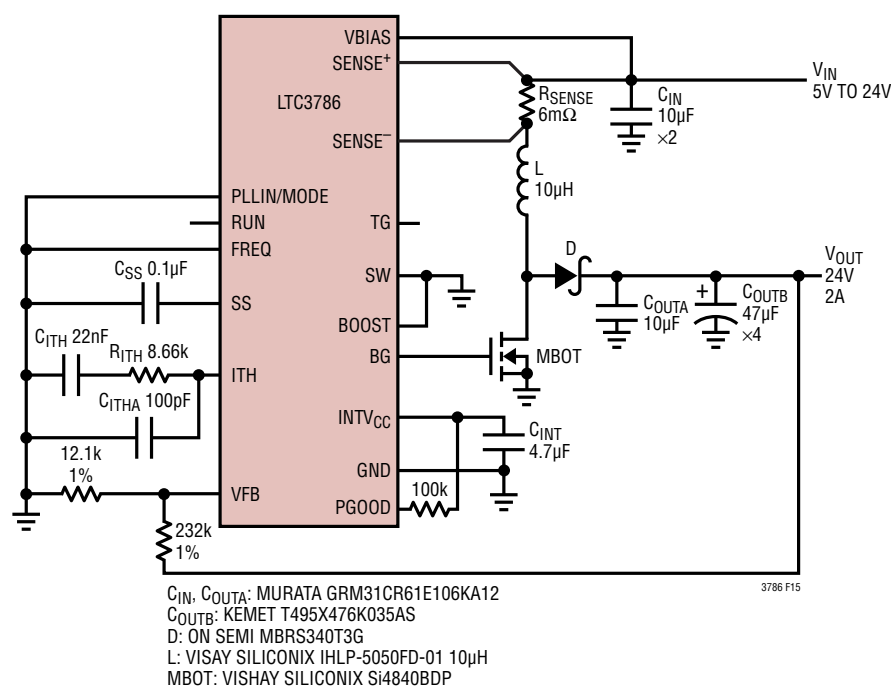 LTC3786
VBIAS
SENSE+
SENSE−
PLLIN/MODE
RUN
FREQ
SS
ITH
VFB
TG
SW
BOOST
BG
INTVCC
GND
PGOOD
CSS 0.1µF
CITH 22nF
RITH 8.66k
CITHA 100pF
12.1k
1%
232k
1%
RSENSE
6mΩ
CIN
10µF
×2
VIN
5V TO 24V
L
10µH
D
MBOT
COUTA
10µF
+
COUTB
47µF
×4
VOUT
24V
2A
CINT
4.7µF
100k
3786 F15
CIN, COUTA: MURATA GRM31CR61E106KA12
COUTB: KEMET T495X476K035AS
D: ON SEMI MBRS340T3G
L: VISAY SILICONIX IHLP-5050FD-01 10µH
MBOT: VISHAY SILICONIX Si4840BDP